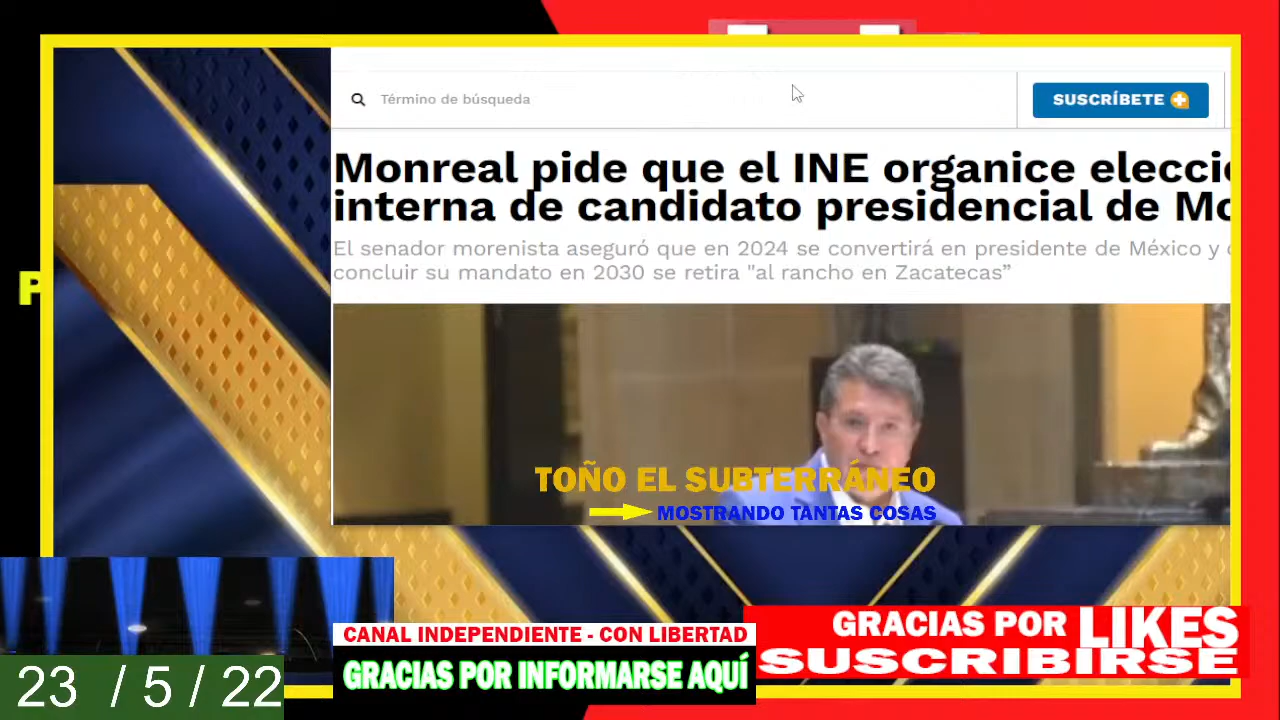 Término de búsqueda
SUSCRÍBETE
Monreal pide que el INE organice elecci
interna de candidato presidencial de Mo
El senador morenista aseguró que en 2024 se convertirá en presidente de México y
concluir su mandato en 2030 se retira "al rancho en Zacatecas”
P
TOÑO EL SUBTERRÁNEO
MOSTRANDO TANTAS COSAS
GRACIAS POR LIKES
SUSCRIBIRSE
CANAL INDEPENDIENTE - CON LIBERTAD
GRACIAS POR INFORMARSE AQUÍ
23 / 5 / 22